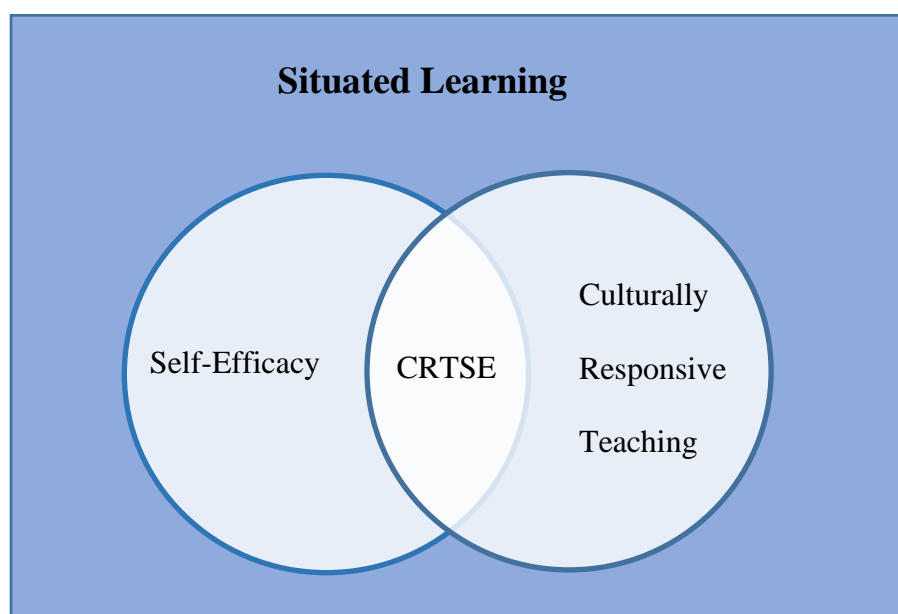 Situated Learning
Self-Efficacy
CRTSE
Culturally
Responsive
Teaching